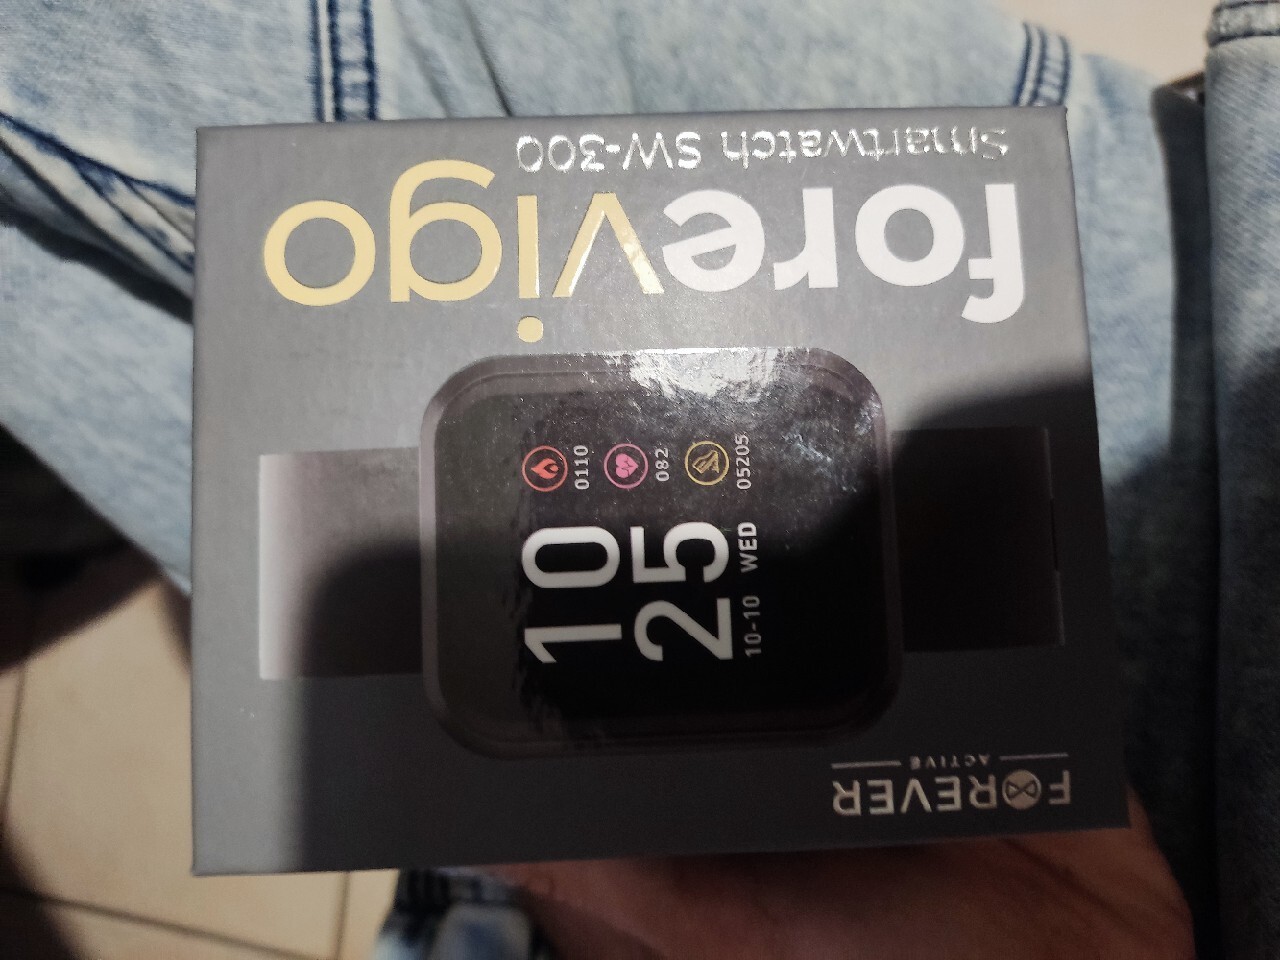 FOREVER
ACTIVE
10
25
10-10 WED
0110
082
05205
forevigo
Smartwatch SW-300